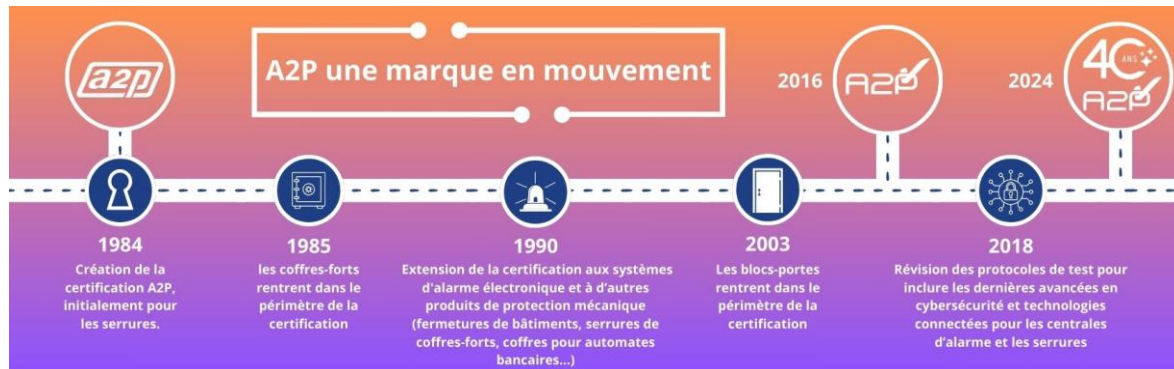 a2p
A2P une marque en mouvement
2016
A2P
2024
40
ANS
A2P
1984
Création de la
certification A2P,
initialement pour
les serrures.
1985
les coffres-forts
rentrent dans le
périmètre de la
certification
1990
Extension de la certification aux systèmes
d'alarme électronique et à d’autres
produits de protection mécanique
(fermetures de bâtiments, serrures de
coffres-forts, coffres pour automates
bancaires...)
2003
Les blocs-portes
rentrent dans le
périmètre de la
certification
2018
Révision des protocoles de test pour
inclure les dernières avancées en
cybersécurité et technologies
connectées pour les centrales
d’alarme et les serrures